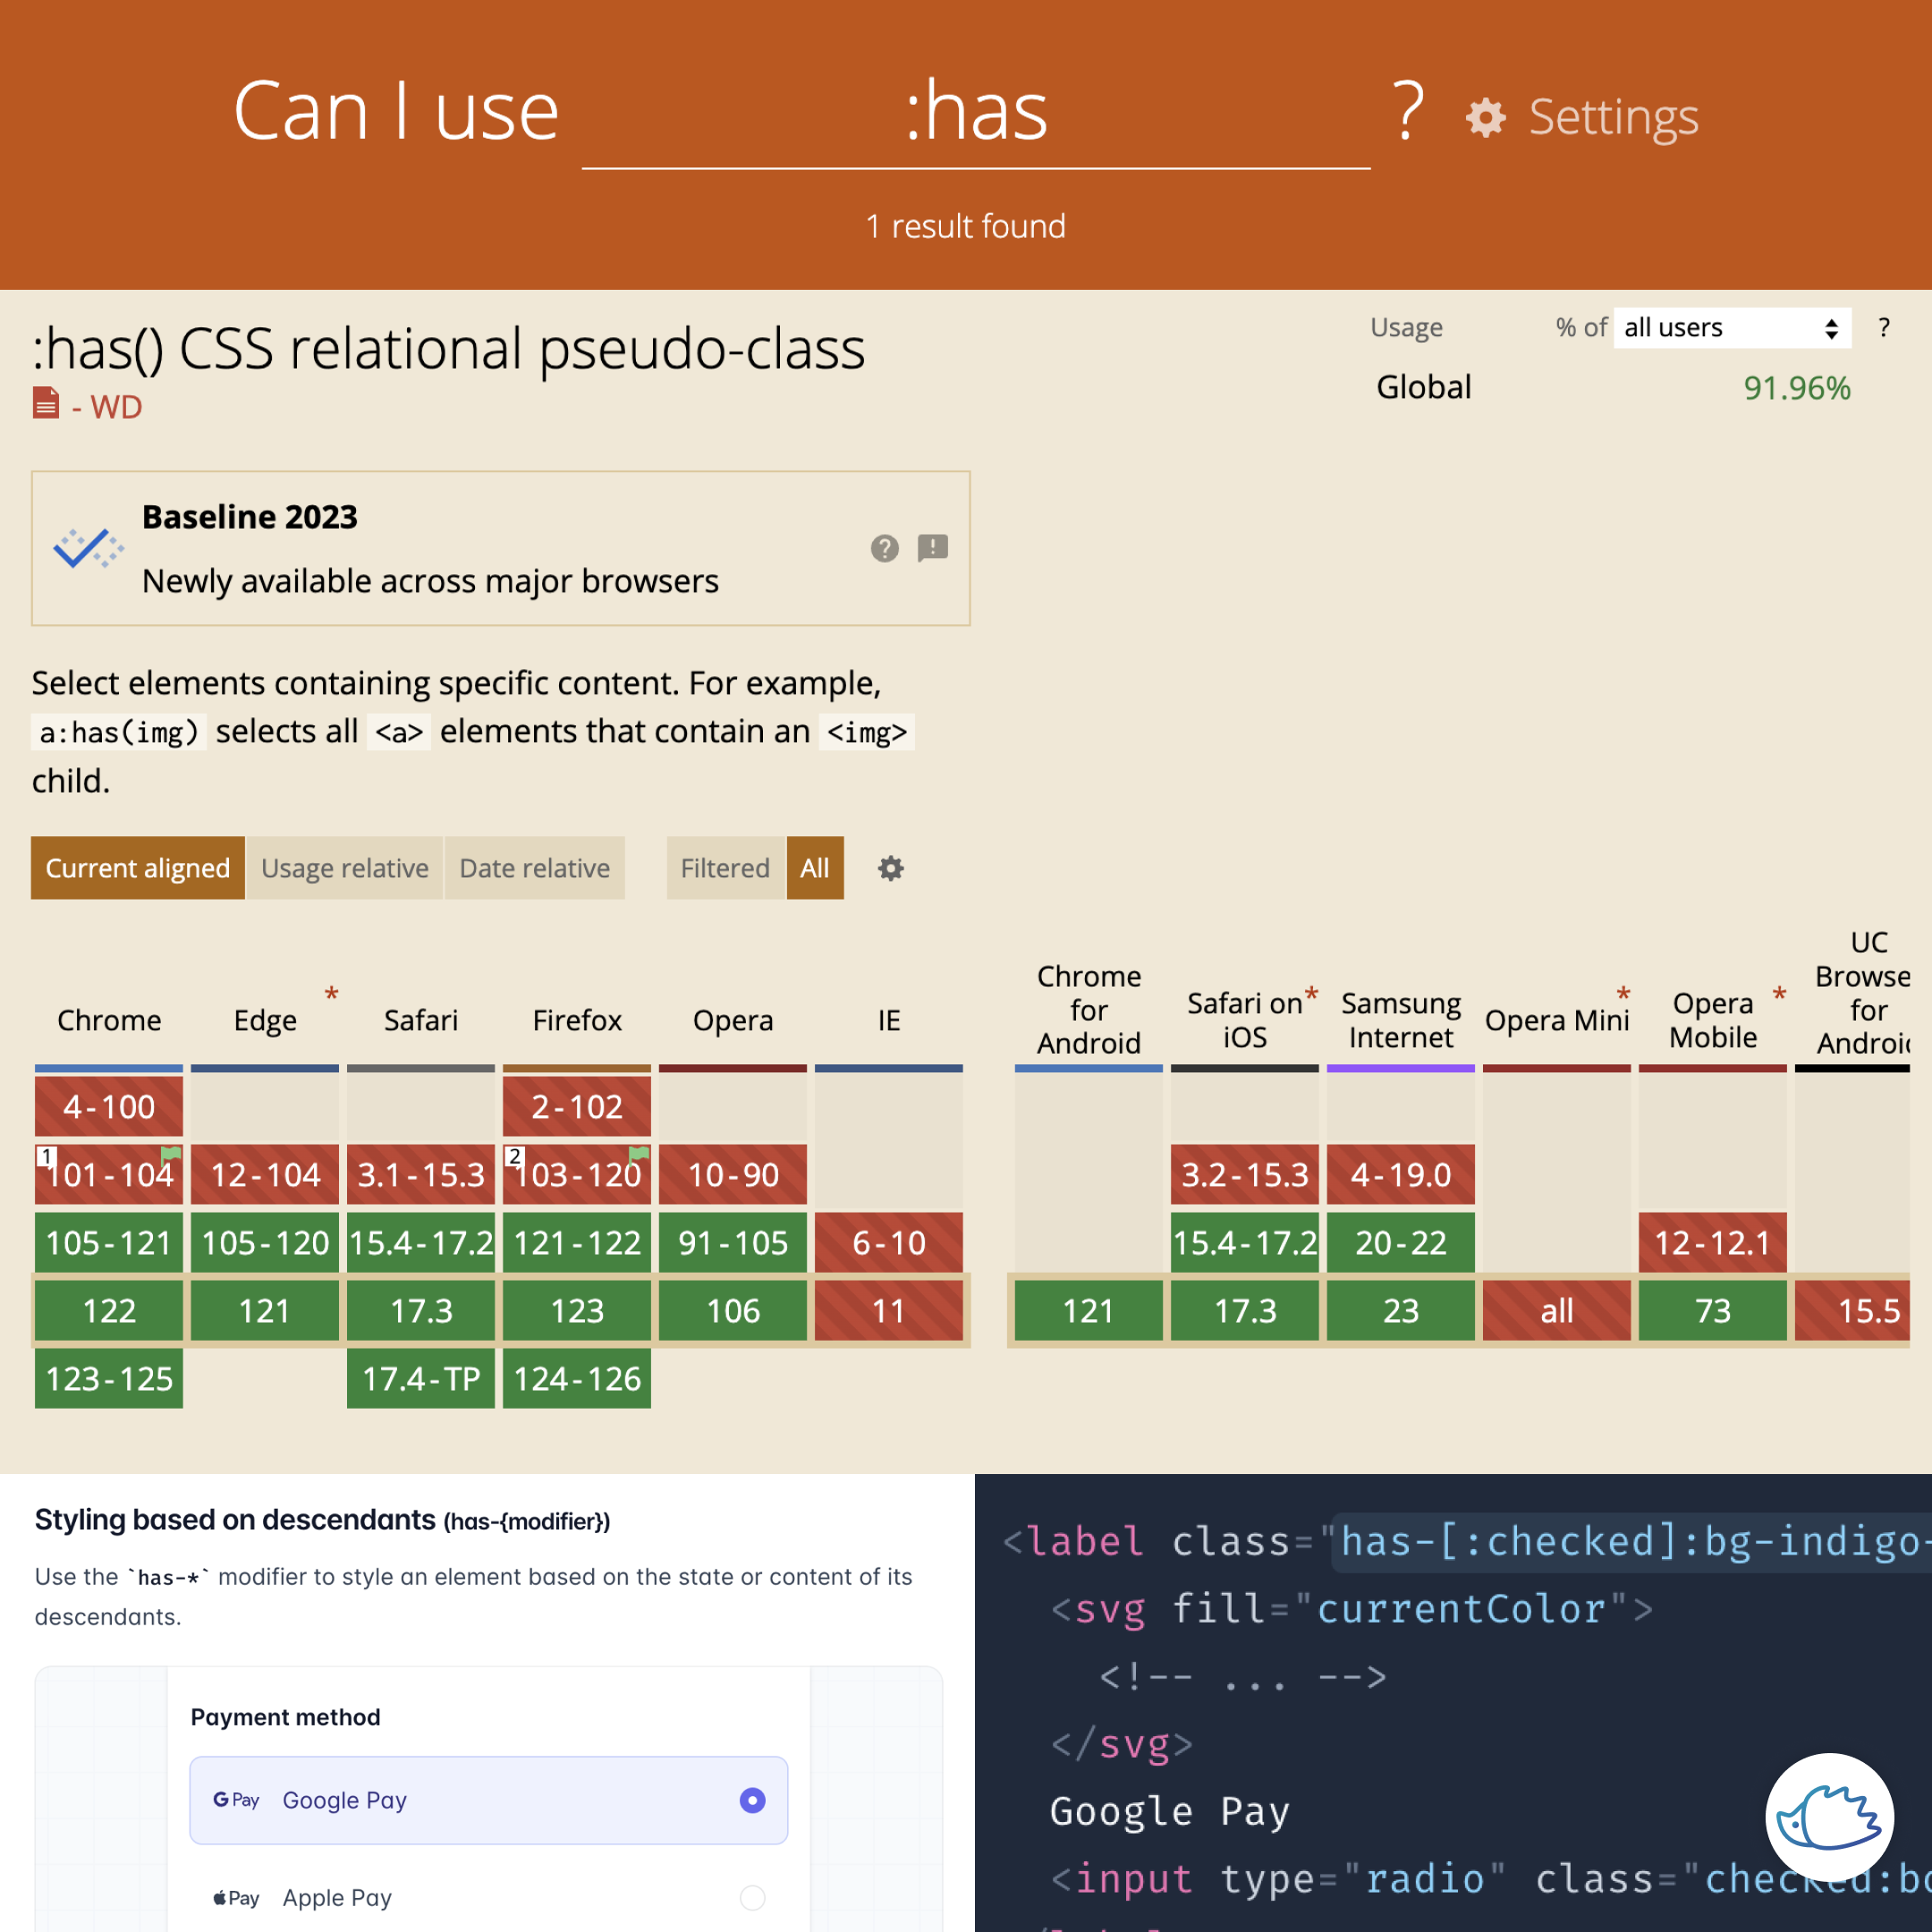 Can I use :has ? Settings
1 result found
:has() CSS relational pseudo-class
- WD
Usage % of all users ?
Global 91.96%
Baseline 2023
Newly available across major browsers
Select elements containing specific content. For example,
a:has(img) selects all <a> elements that contain an <img>
child.
Current aligned Usage relative Date relative Filtered All
Chrome Edge * Safari Firefox Opera IE
4-100 2-102
1 101-104 12-104 3.1-15.3 2 103-120 10-90
105-121 105-120 15.4-17.2 121-122 91-105 6-10
122 121 17.3 123 106 11
123-125 17.4-TP 124-126
Chrome for Android Safari on iOS * Samsung Internet Opera Mini * Opera Mobile * UC Browse for Androi
3.2-15.3 4-19.0
15.4-17.2 20-22 12-12.1
121 17.3 23 all 73 15.5
Styling based on descendants (has-{modifier})
Use the `has-*` modifier to style an element based on the state or content of its
descendants.
Payment method
G Pay Google Pay
Pay Apple Pay
<label class="has-[:checked]:bg-indigo-
<svg fill="currentColor">
<!-- ... -->
</svg>
Google Pay
<input type="radio" class="checked:bo